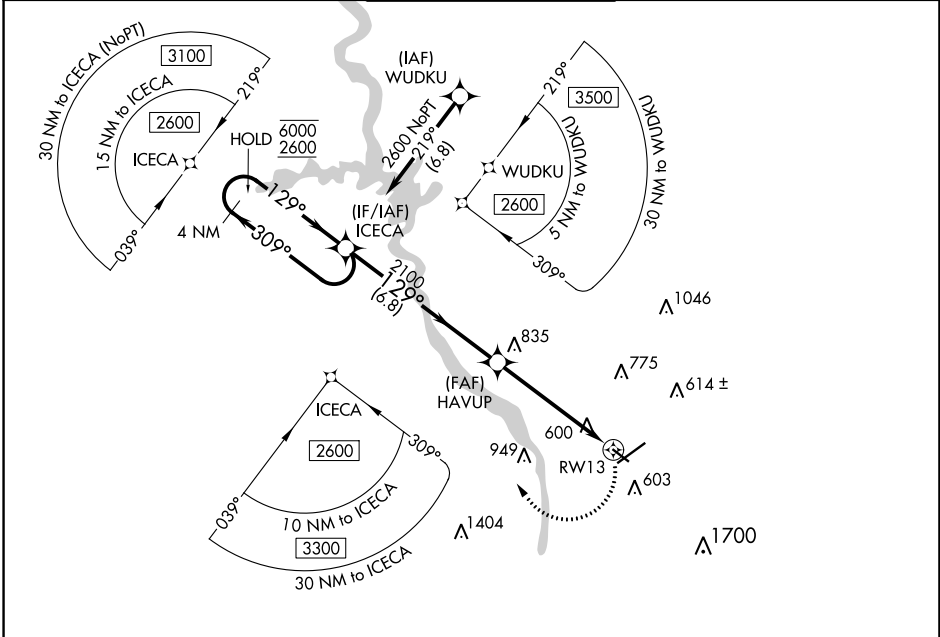 30 NM to ICECA (NoPT)
3100
15 NM to ICECA
2600
ICECA
219°
039°
HOLD
6000
2600
4 NM
129°
309°
(IAF)
WUDKU
2600 NoPT
219°
(6.8)
(IF/IAF)
ICECA
2100
129°
(6.8)
219°
3500
30 NM to WUDKU
5 NM to WUDKU
WUDKU
2600
309°
1046
835
775
614 ±
(FAF)
HAVUP
600
RW13
949
603
1404
1700
ICECA
2600
309°
039°
10 NM to ICECA
3300
30 NM to ICECA